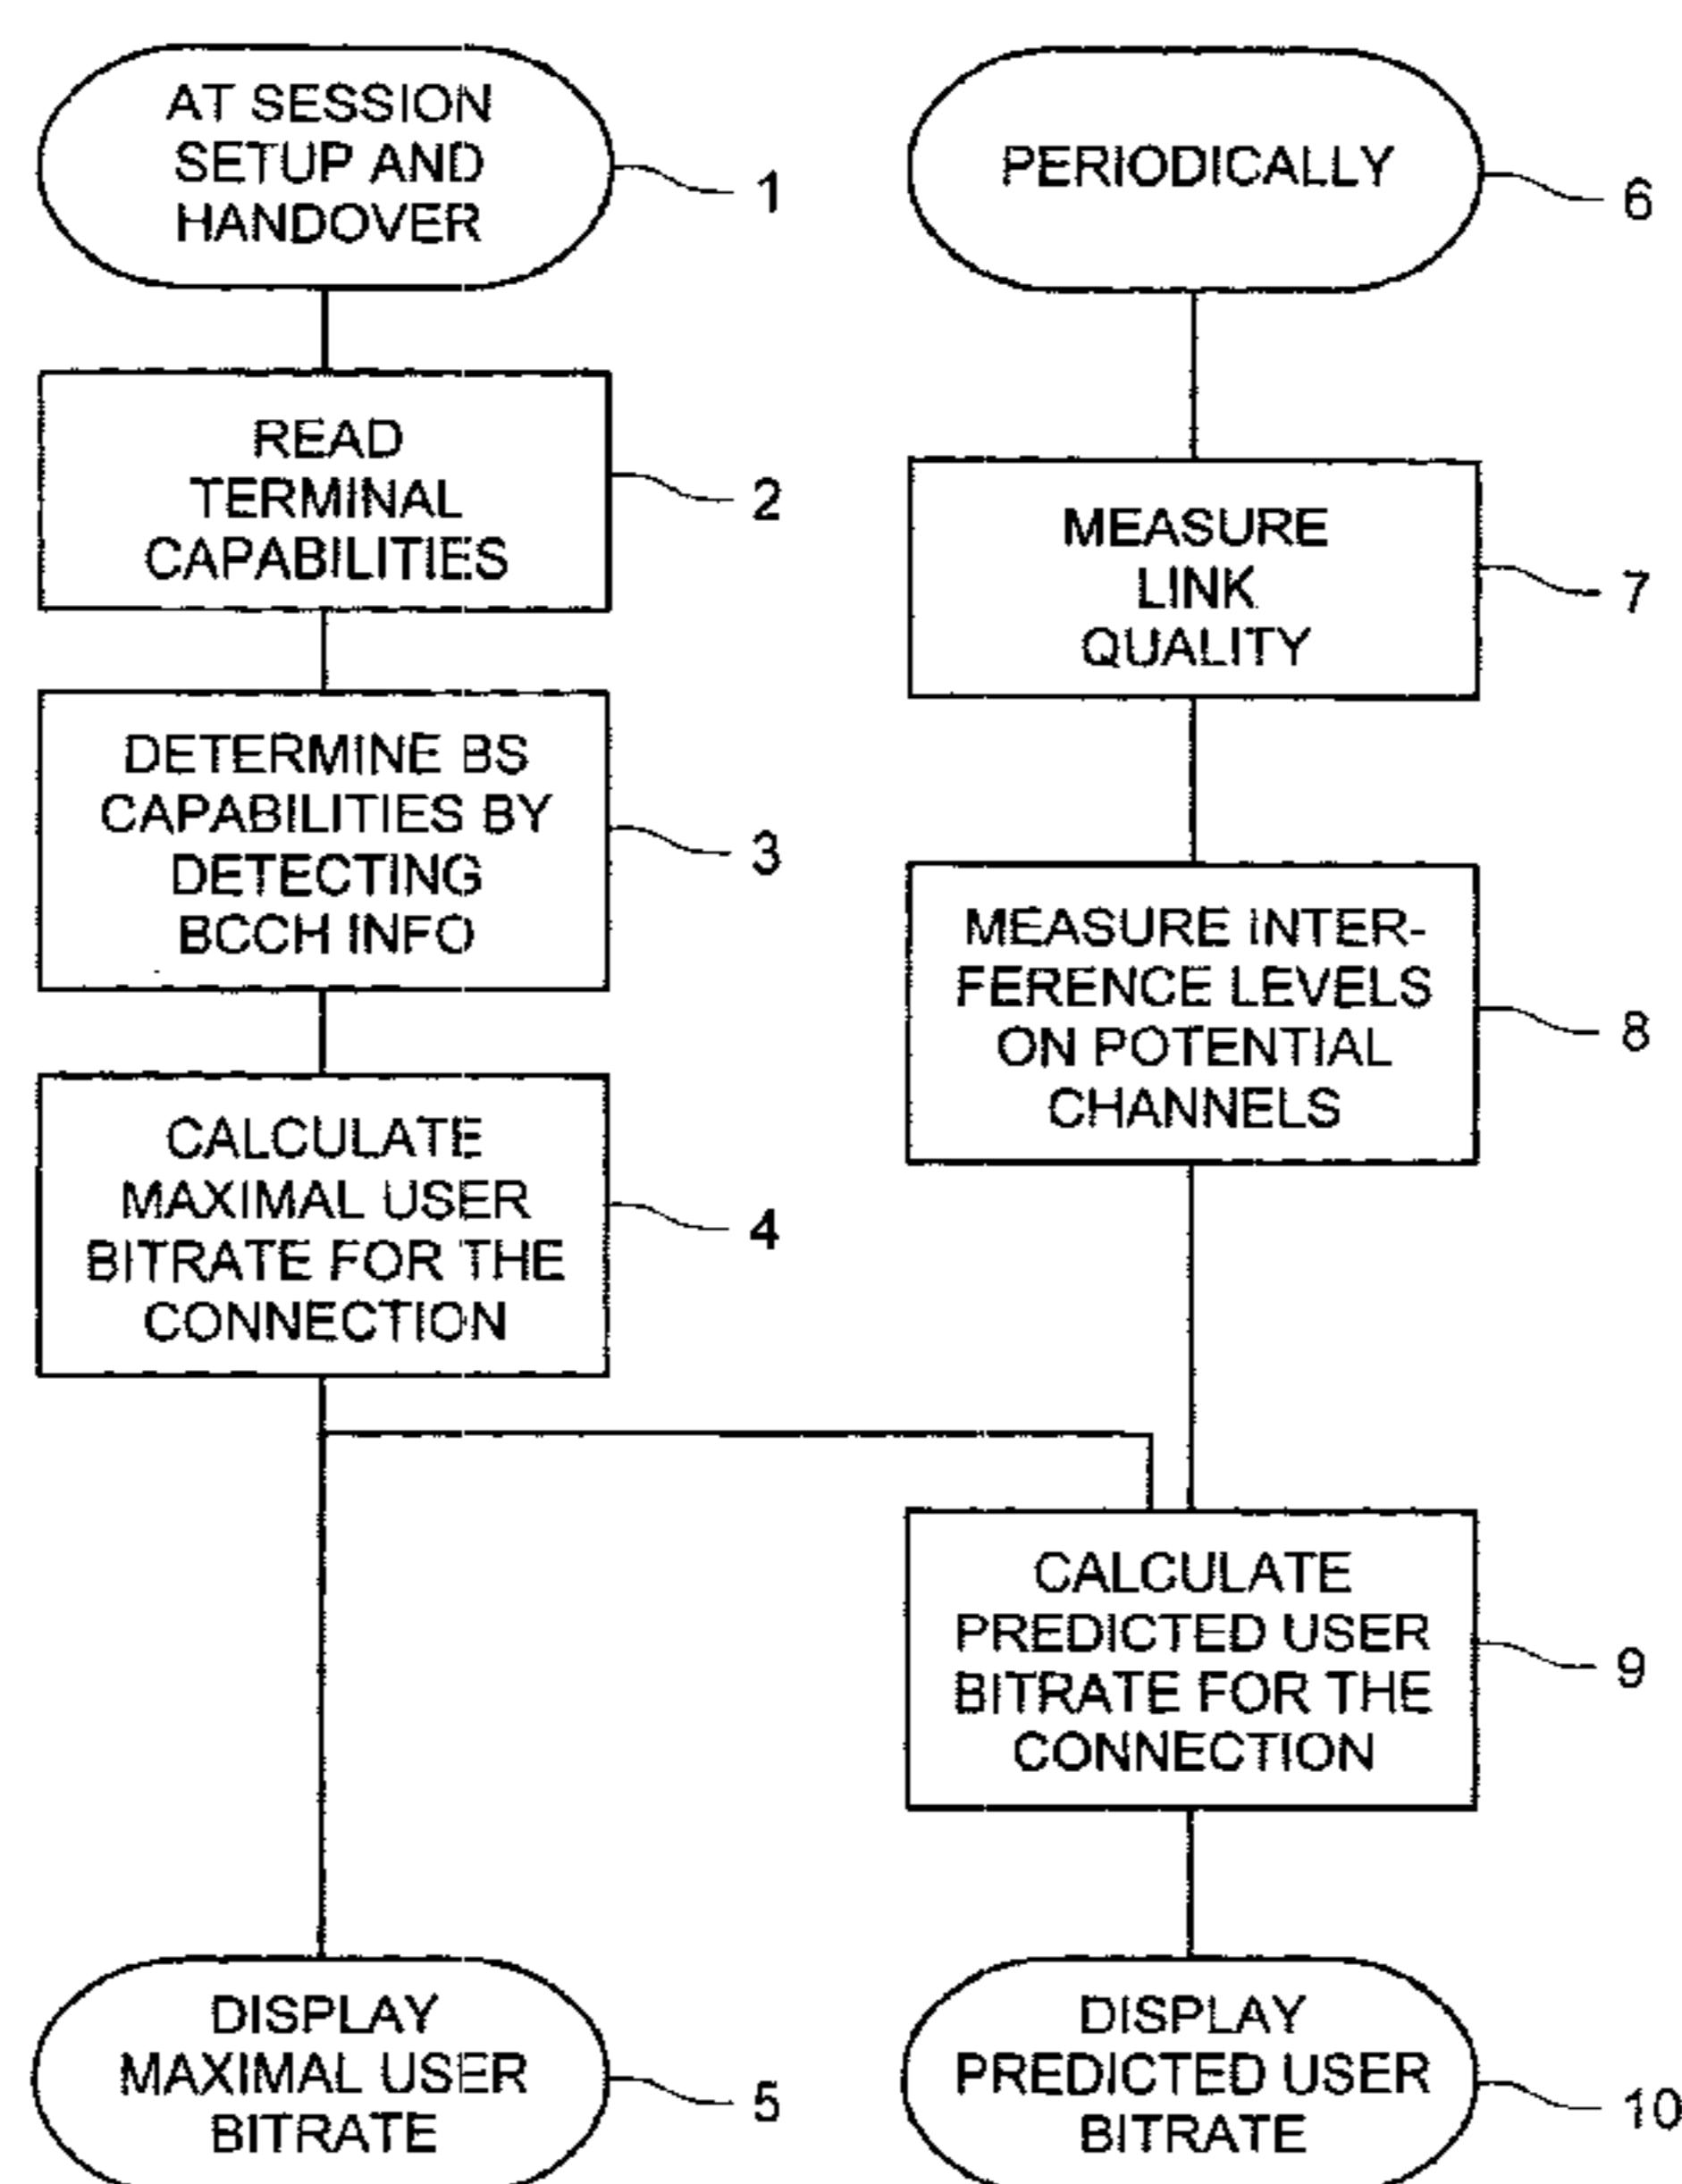 AT SESSION
SETUP AND
HANDOVER
1
READ
TERMINAL
CAPABILITIES
2
DETERMINE BS
CAPABILITIES BY
DETECTING
BCCH INFO
3
CALCULATE
MAXIMAL USER
BITRATE FOR THE
CONNECTION
4
DISPLAY
MAXIMAL USER
BITRATE
5
PERIODICALLY
6
MEASURE
LINK
QUALITY
7
MEASURE INTER-
FERENCE LEVELS
ON POTENTIAL
CHANNELS
8
CALCULATE
PREDICTED USER
BITRATE FOR THE
CONNECTION
9
DISPLAY
PREDICTED USER
BITRATE
10